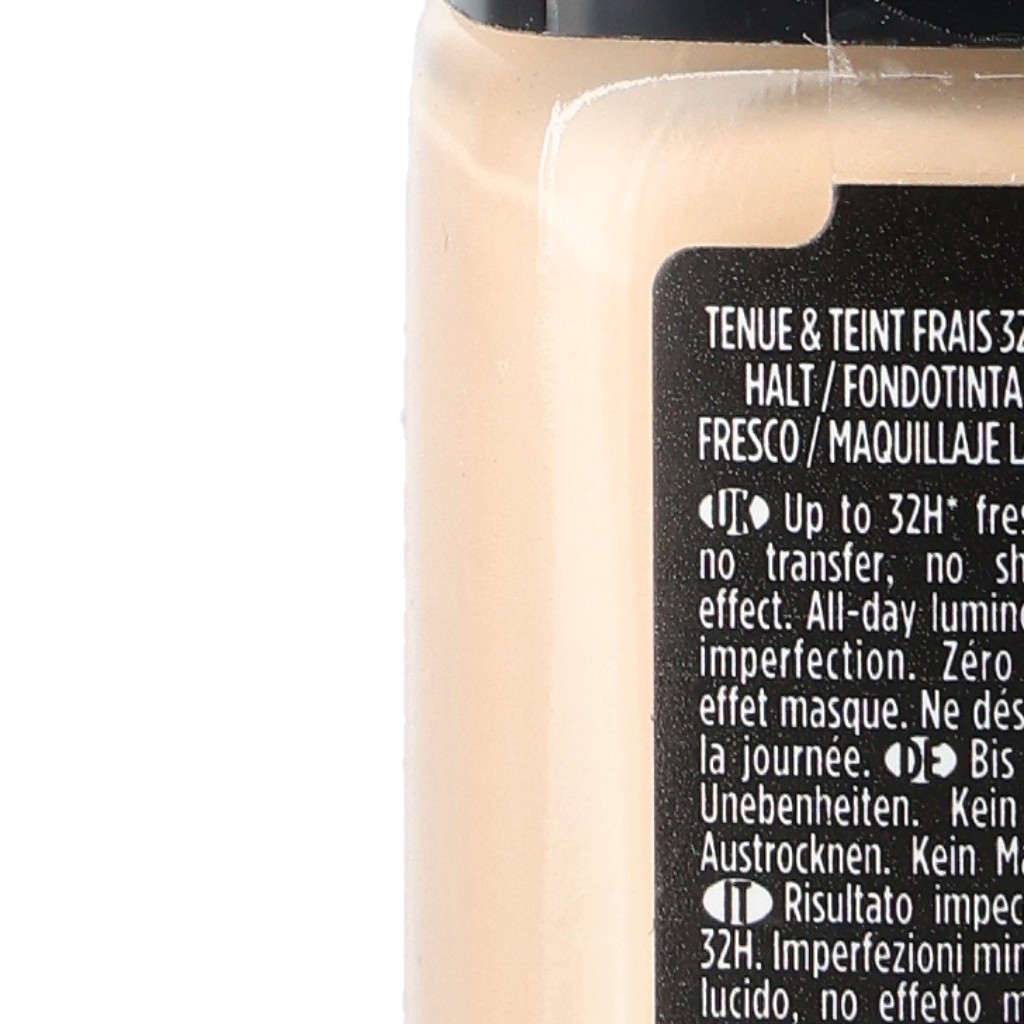 TENUE & TEINT FRAIS 32
HALT / FONDOTINTA
FRESCO / MAQUILLAJE L
UK Up to 32H* fres
no transfer, no sh
effect. All-day lumin
imperfection. Zéro
effet masque. Ne dés
la journée. DE Bis
Unebenheiten. Kein
Austrocknen. Kein Ma
IT Risultato impec
32H. Imperfezioni min
lucido, no effetto m